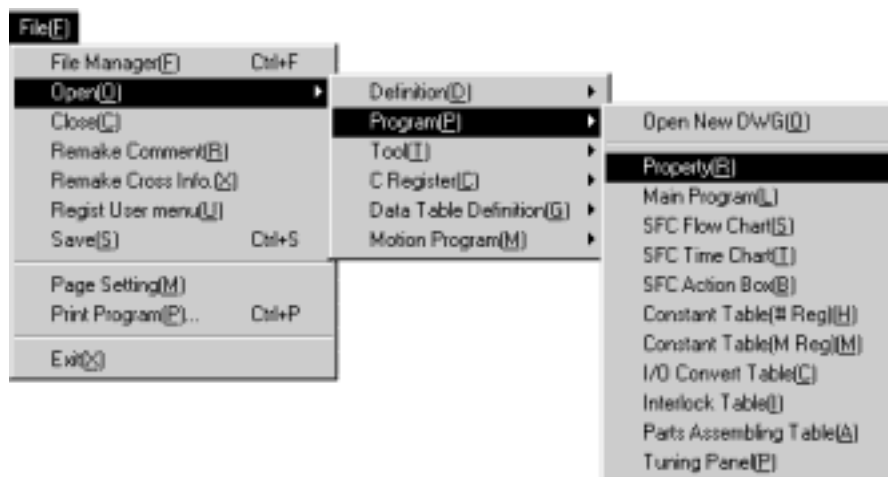 File(F)
File Manager(F) Ctrl+F
Open(O)
Close(C)
Remake Comment(R)
Remake Cross Info.(X)
Regist User menu(U)
Save(S) Ctrl+S
Page Setting(M)
Print Program(P)... Ctrl+P
Exit(X)
Definition(D)
Program(P)
Tool(T)
C Register(C)
Data Table Definition(G)
Motion Program(M)
Open New DWG(O)
Property(R)
Main Program(L)
SFC Flow Chart(S)
SFC Time Chart(T)
SFC Action Box(B)
Constant Table(# Reg)(H)
Constant Table(M Reg)(M)
I/O Convert Table(C)
Interlock Table(I)
Parts Assembling Table(A)
Tuning Panel(P)